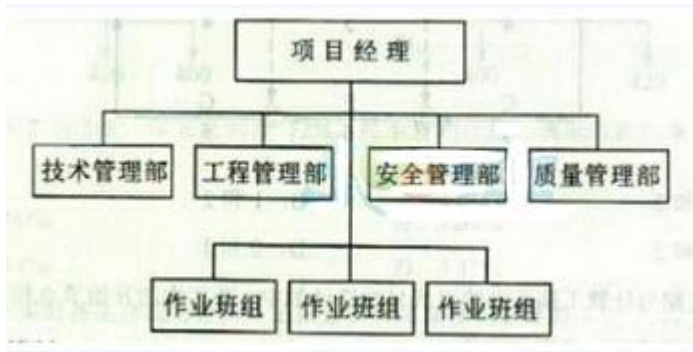 项目经理
技术管理部 工程管理部 安全管理部 质量管理部
作业班组 作业班组 作业班组